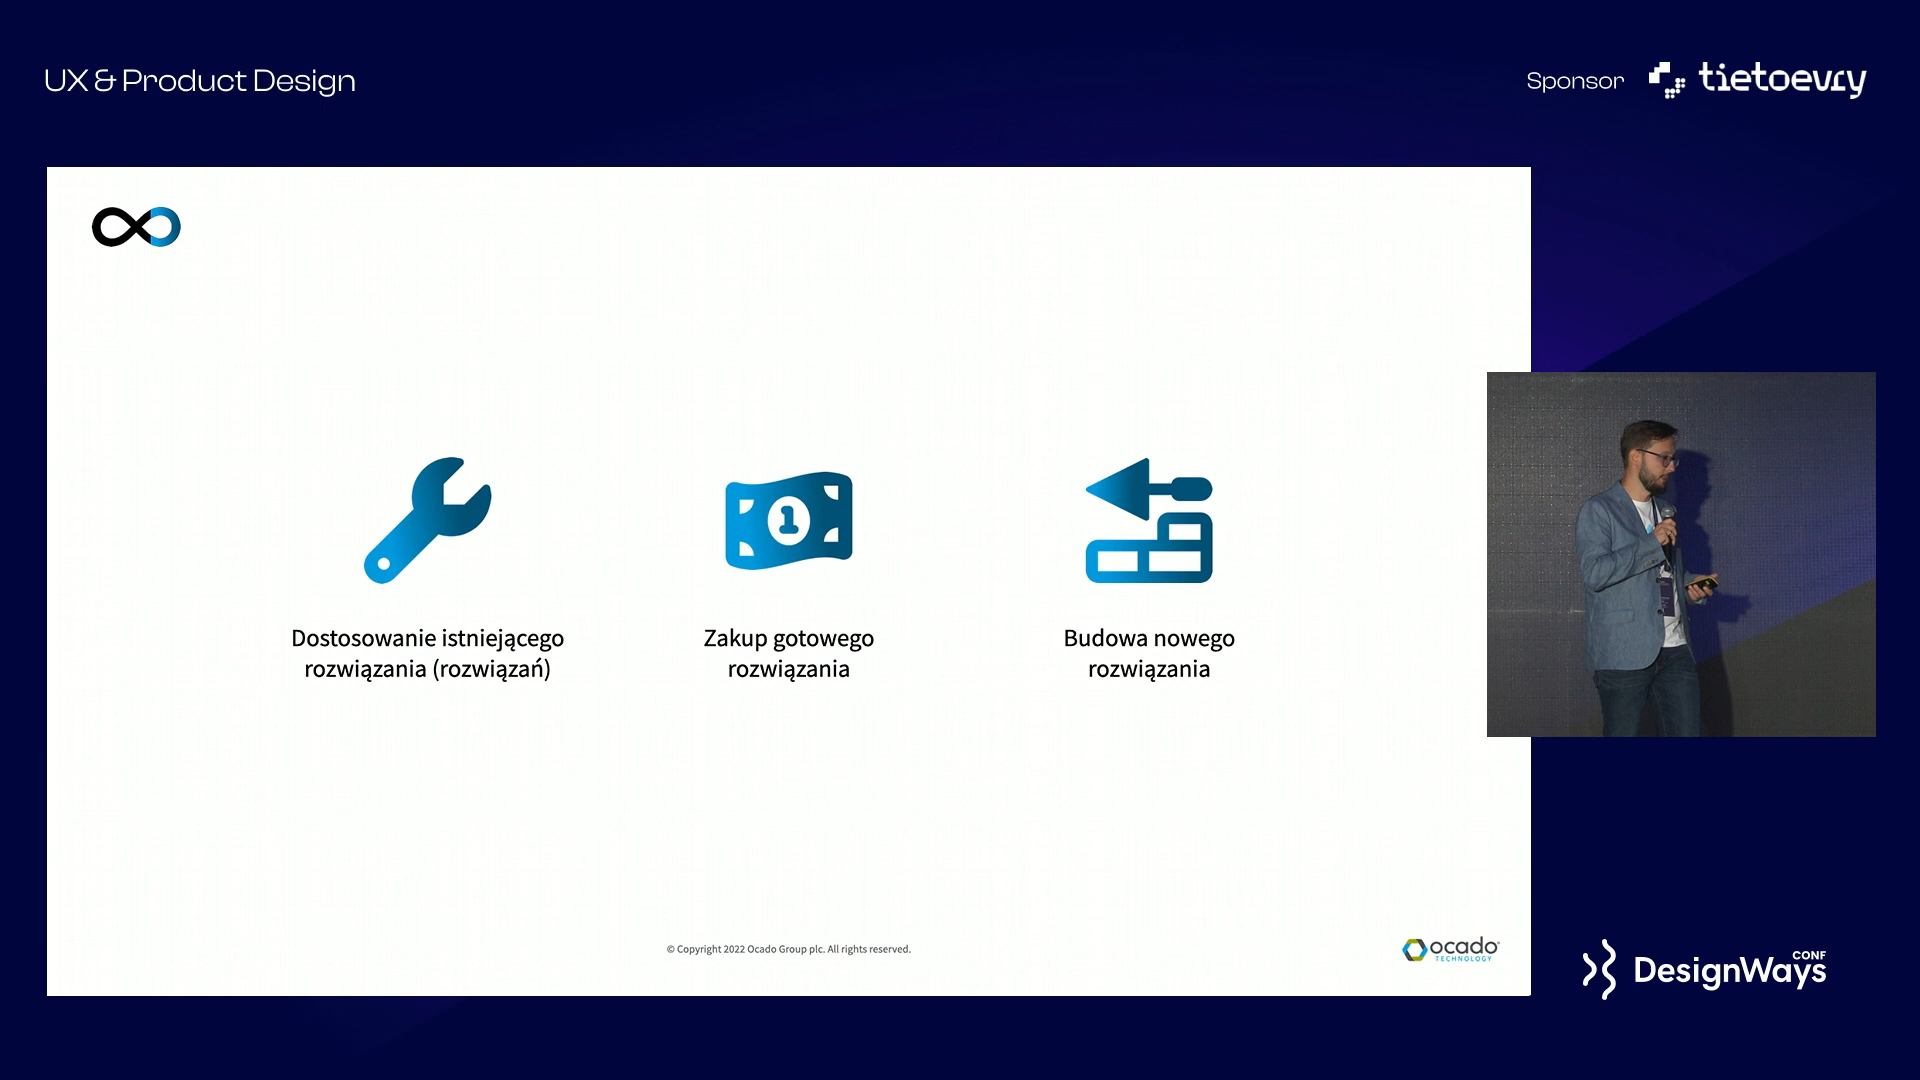 UX & Product Design
Sponsor tietoevry
1
Dostosowanie istniejącego
rozwiązania (rozwiązań)
Zakup gotowego
rozwiązania
Budowa nowego
rozwiązania
© Copyright 2022 Ocado Group plc. All rights reserved.
ocado
TECHNOLOGY
DesignWays CONF